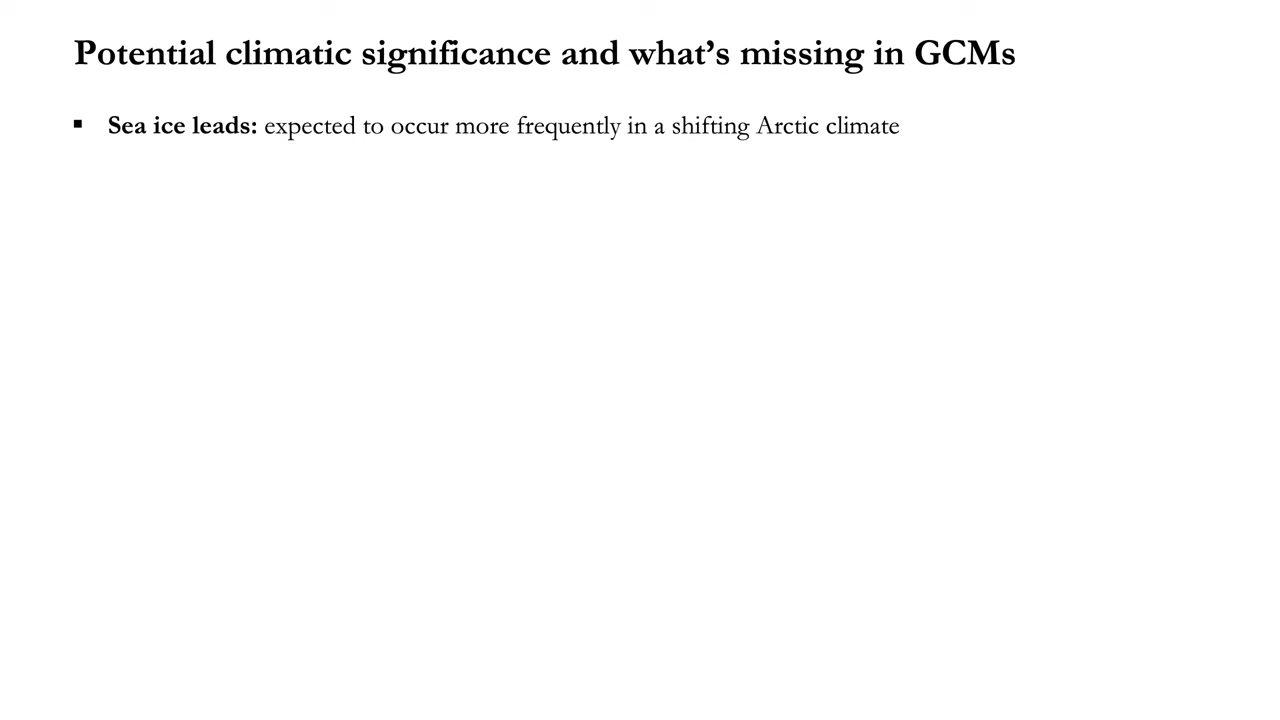 Potential climatic significance and what’s missing in GCMs
▪ Sea ice leads: expected to occur more frequently in a shifting Arctic climate